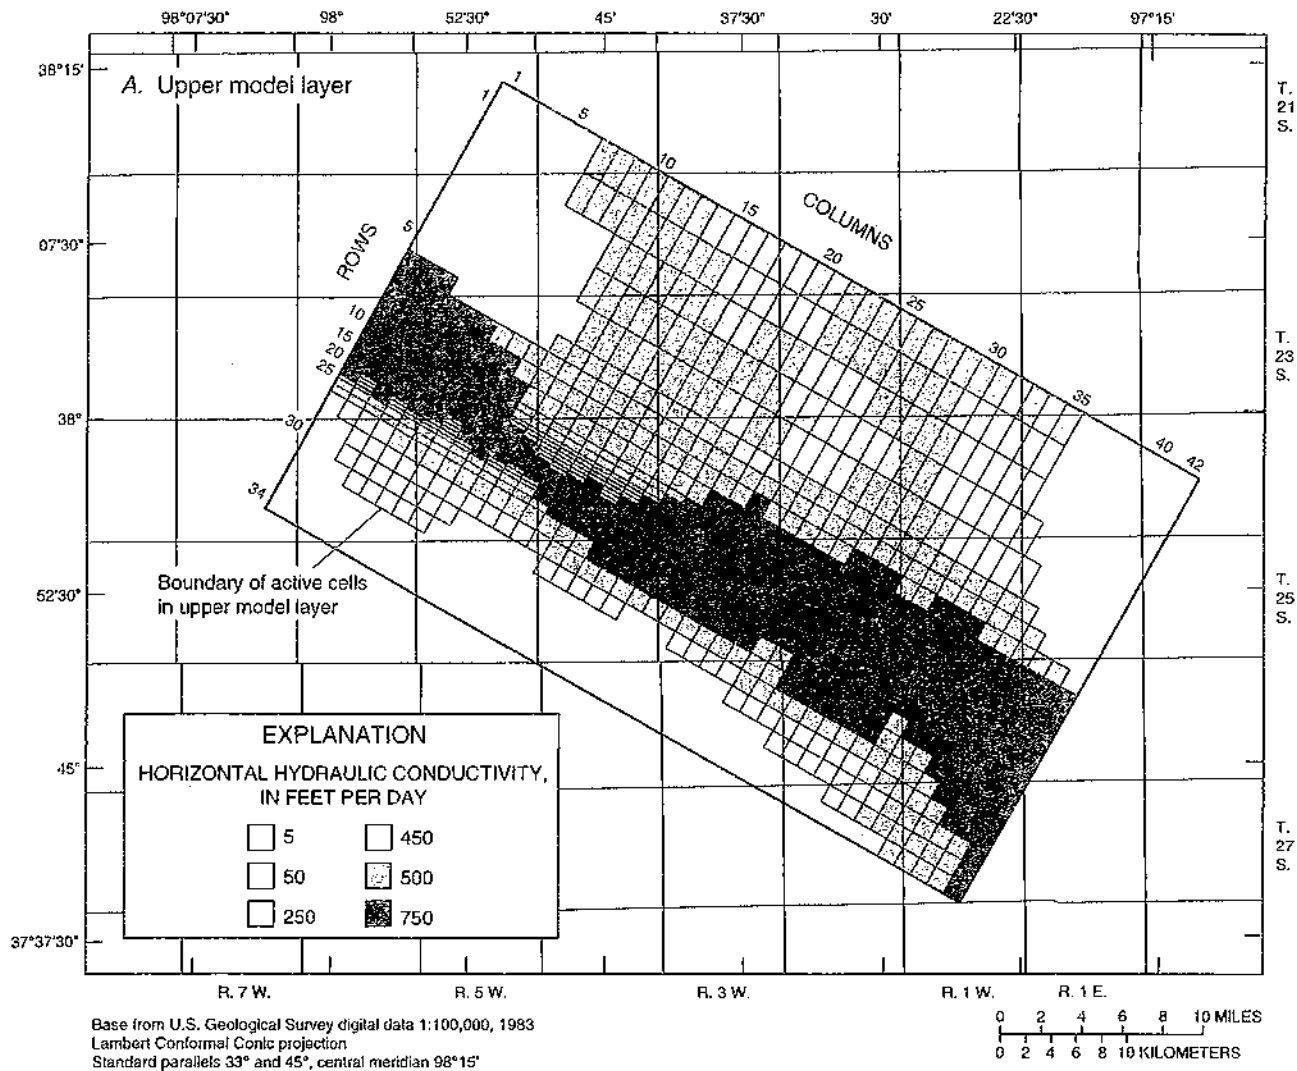 98°07'30" 98° 52'30" 45' 37'30" 30' 22'30" 97°15'
38°15'
A. Upper model layer
T.
21
S.
1 1
5
10
15
20
25
30
35
40
42
COLUMNS
ROWS
5
10
15
20
25
30
34
07'30"
38°
52'30"
45'
37°37'30"
T.
23
S.
T.
25
S.
T.
27
S.
Boundary of active cells
in upper model layer
EXPLANATION
HORIZONTAL HYDRAULIC CONDUCTIVITY,
IN FEET PER DAY
5 450
50 500
250 750
R. 7 W. R. 5 W. R. 3 W. R. 1 W. R. 1 E.
Base from U.S. Geological Survey digital data 1:100,000, 1983
Lambert Conformal Conic projection
Standard parallels 33° and 45°, central meridian 98°15'
0 2 4 6 8 10 MILES
0 2 4 6 8 10 KILOMETERS